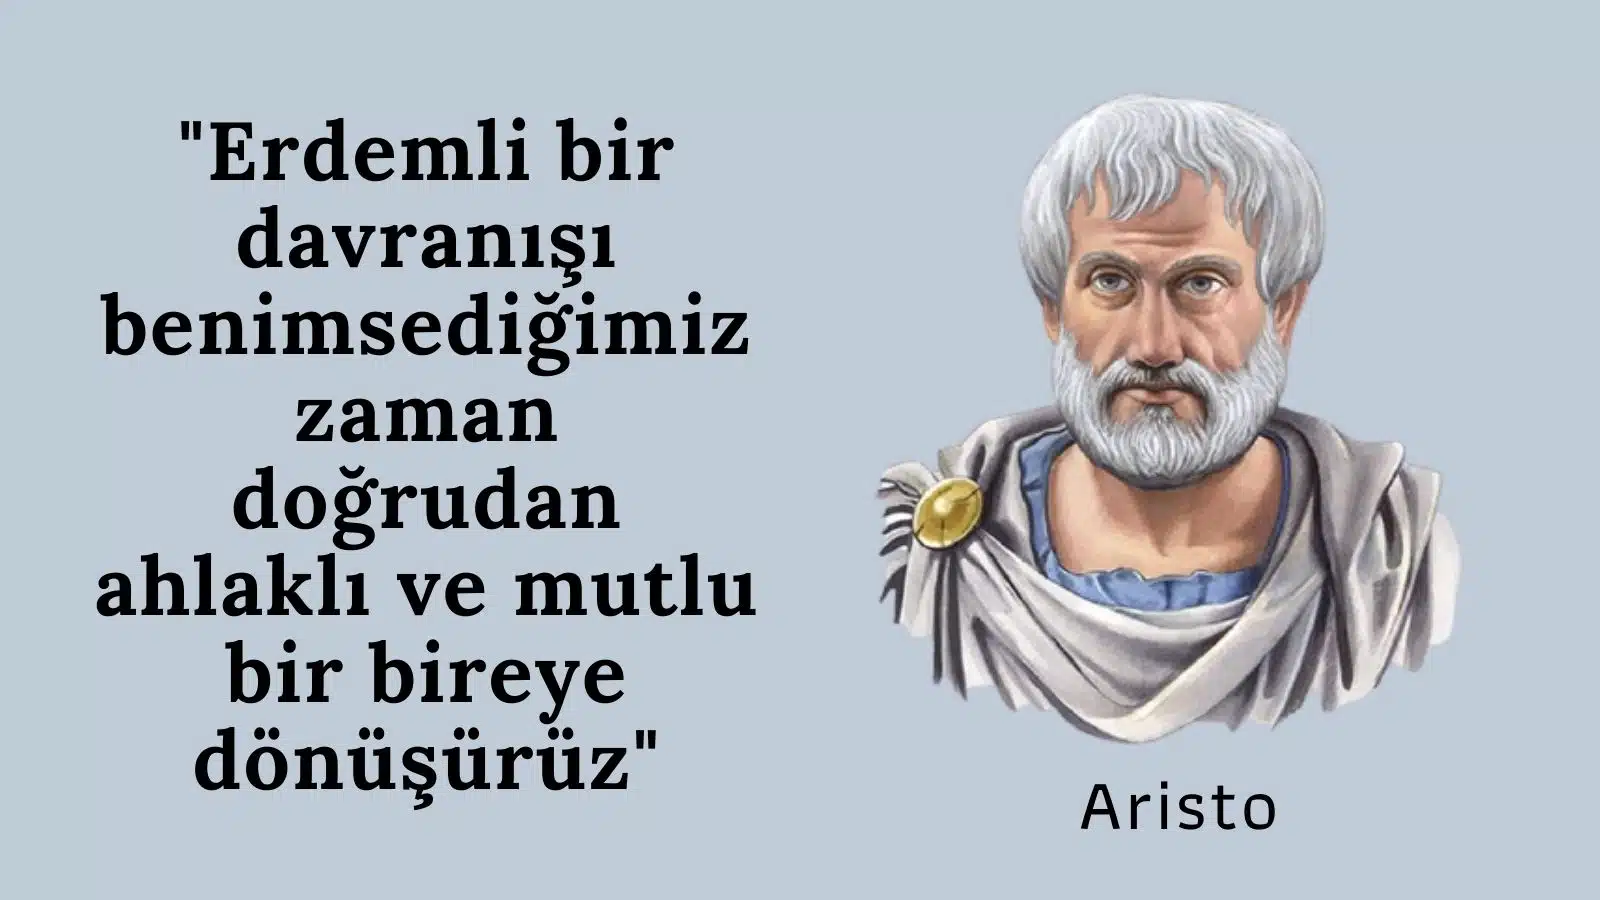 "Erdemli bir
davranışı
benimsediğimiz
zaman
doğrudan
ahlaklı ve mutlu
bir bireye
dönüşürüz"
Aristo